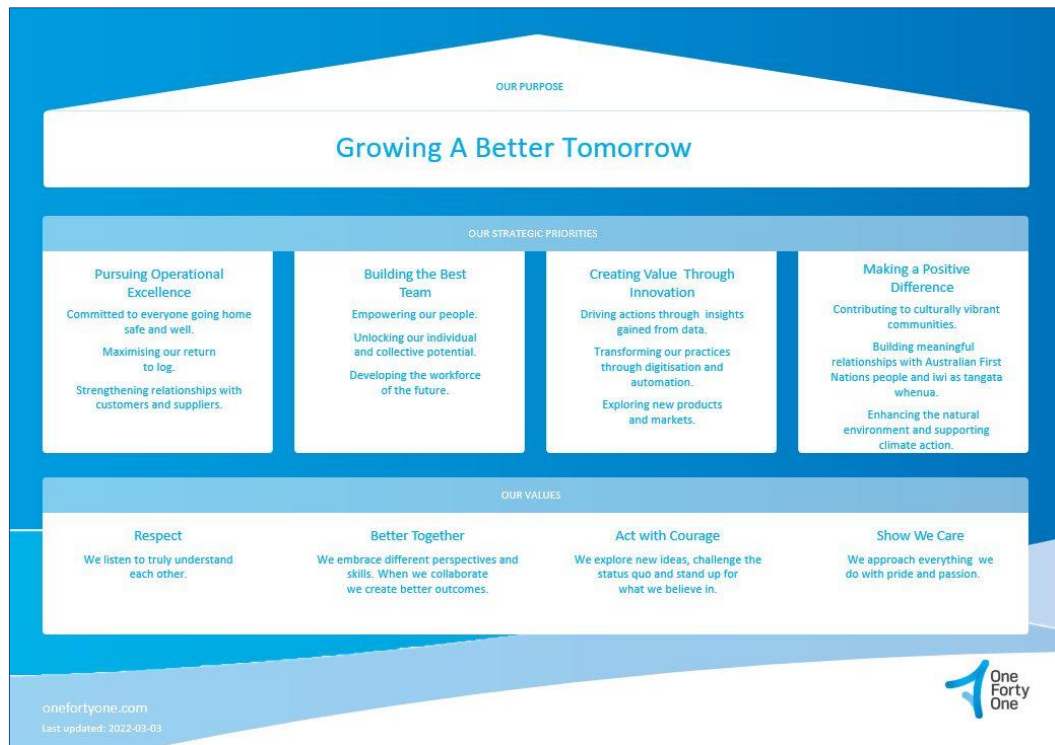 OUR PURPOSE
Growing A Better Tomorrow
OUR STRATEGIC PRIORITIES
Pursuing Operational
Excellence
Committed to everyone going home
safe and well.
Maximising our return
to log.
Strengthening relationships with
customers and suppliers.
Building the Best
Team
Empowering our people.
Unlocking our individual
and collective potential.
Developing the workforce
of the future.
Creating Value Through
Innovation
Driving actions through insights
gained from data.
Transforming our practices
through digitisation and
automation.
Exploring new products
and markets.
Making a Positive
Difference
Contributing to culturally vibrant
communities.
Building meaningful
relationships with Australian First
Nations people and iwi as tangata
whenua.
Enhancing the natural
environment and supporting
climate action.
OUR VALUES
Respect
We listen to truly understand
each other.
Better Together
We embrace different perspectives and
skills. When we collaborate
we create better outcomes.
Act with Courage
We explore new ideas, challenge the
status quo and stand up for
what we believe in.
Show We Care
We approach everything we
do with pride and passion.
onefortyone.com
Last updated: 2022-03-03
One
Forty
One